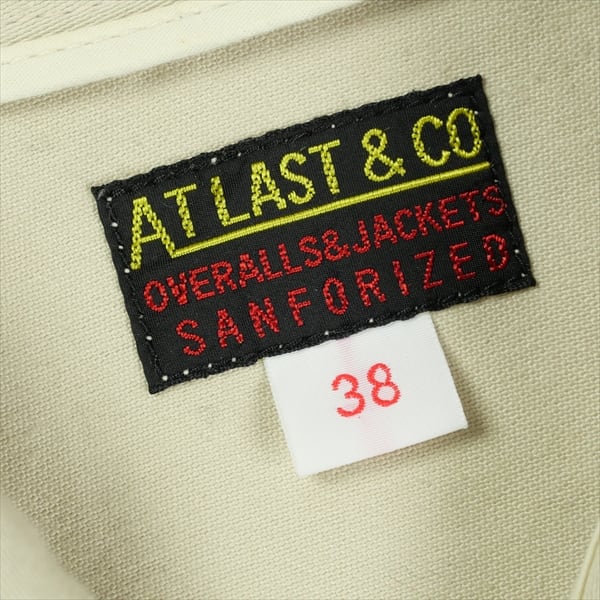 AT LAST & CO
OVERALLS&JACKETS
SANFORIZED
38